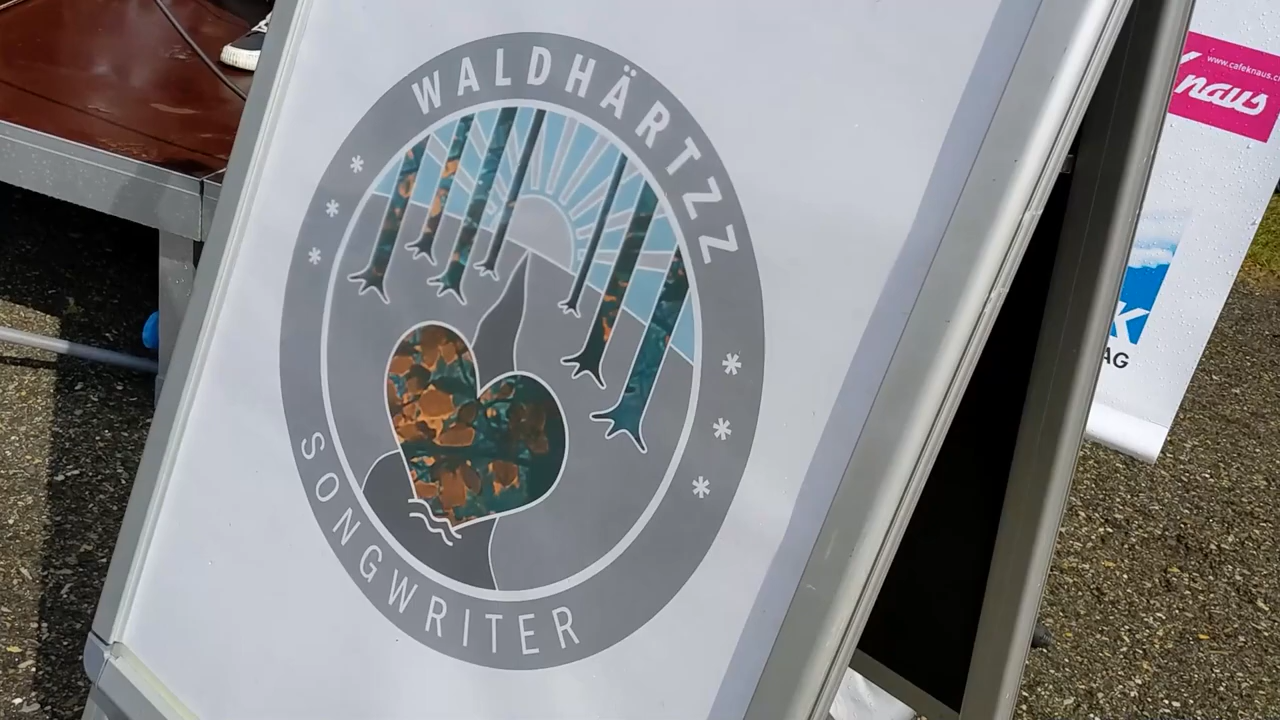 WALDHÄRTZZ
* * *
* * *
SONGWRITER
www.cafeknaus.c
naus
K
AG